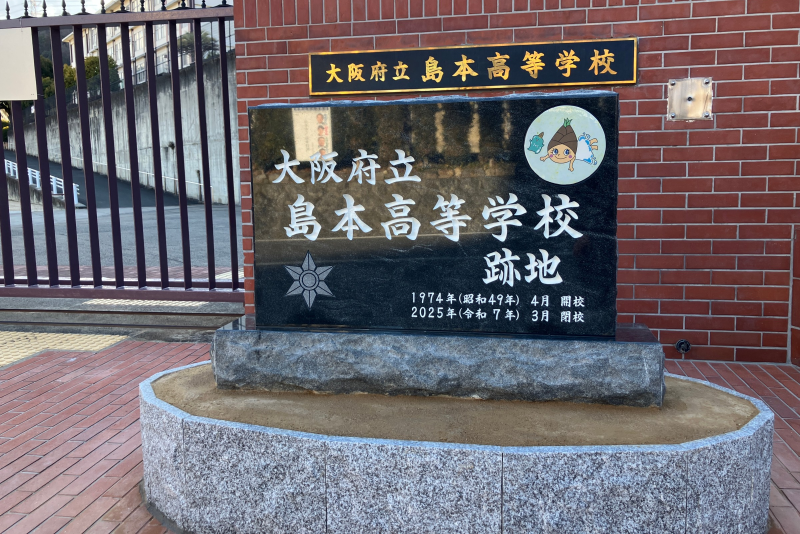 大阪府立 島本高等学校
大阪府立
島本高等学校
跡地
1974年(昭和49年) 4月 開校
2025年(令和 7年) 3月 閉校